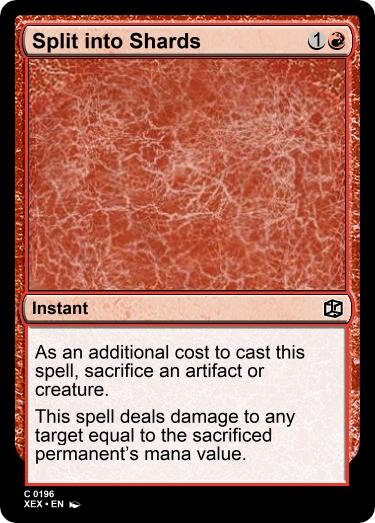 Split into Shards 1
Instant
As an additional cost to cast this
spell, sacrifice an artifact or
creature.
This spell deals damage to any
target equal to the sacrificed
permanent's mana value.
C 0196
XEX • EN